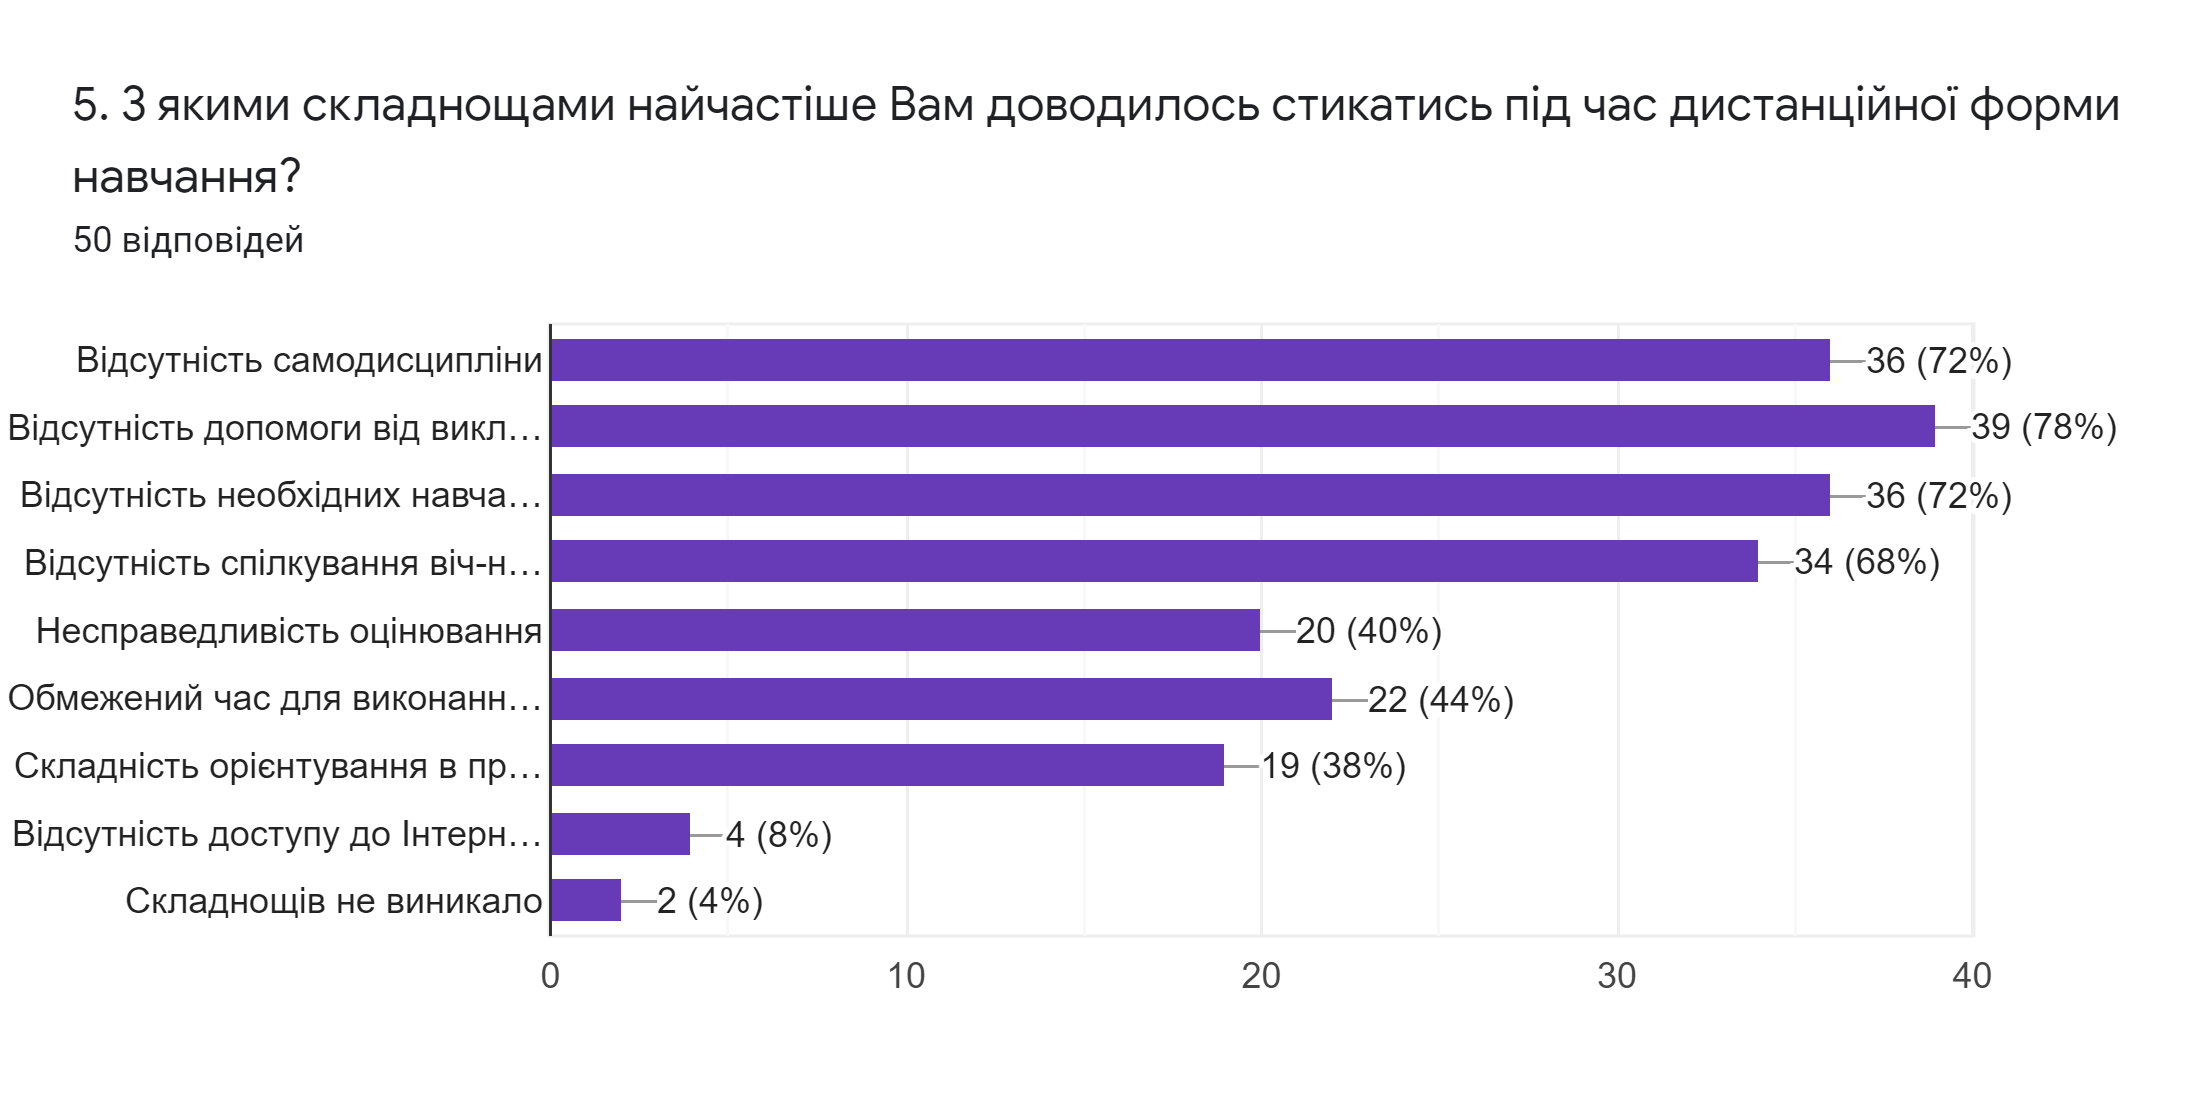 5. З якими складнощами найчастіше Вам доводилось стикатись під час дистанційної форми
навчання?
50 відповідей
Відсутність самодисципліни 36 (72%)
Відсутність допомоги від викл… 39 (78%)
Відсутність необхідних навча… 36 (72%)
Відсутність спілкування віч-н… 34 (68%)
Несправедливість оцінювання 20 (40%)
Обмежений час для виконанн… 22 (44%)
Складність орієнтування в пр… 19 (38%)
Відсутність доступу до Інтерн… 4 (8%)
Складнощів не виникало 2 (4%)
0 10 20 30 40